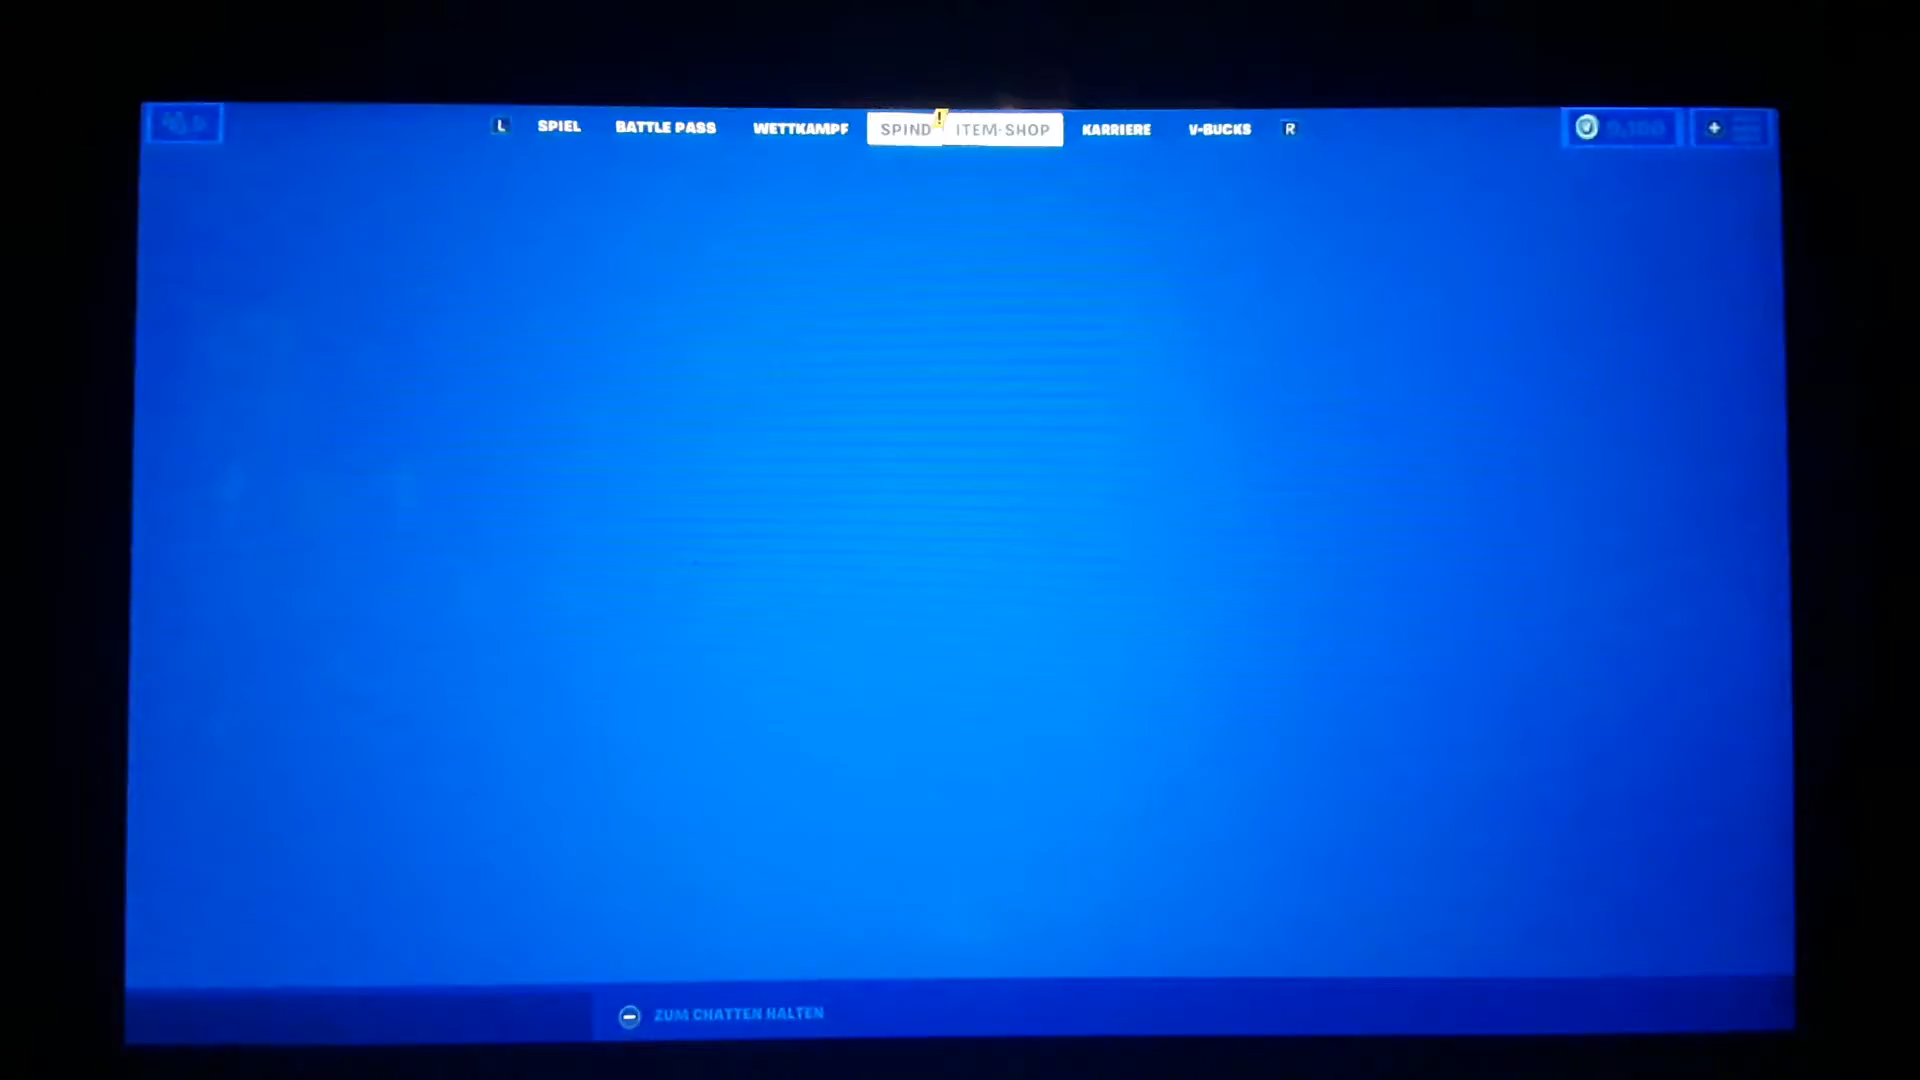 L SPIEL BATTLE PASS WETTKAMPF SPIND ! ITEM-SHOP KARRIERE V-BUCKS R
ZUM CHATTEN HALTEN